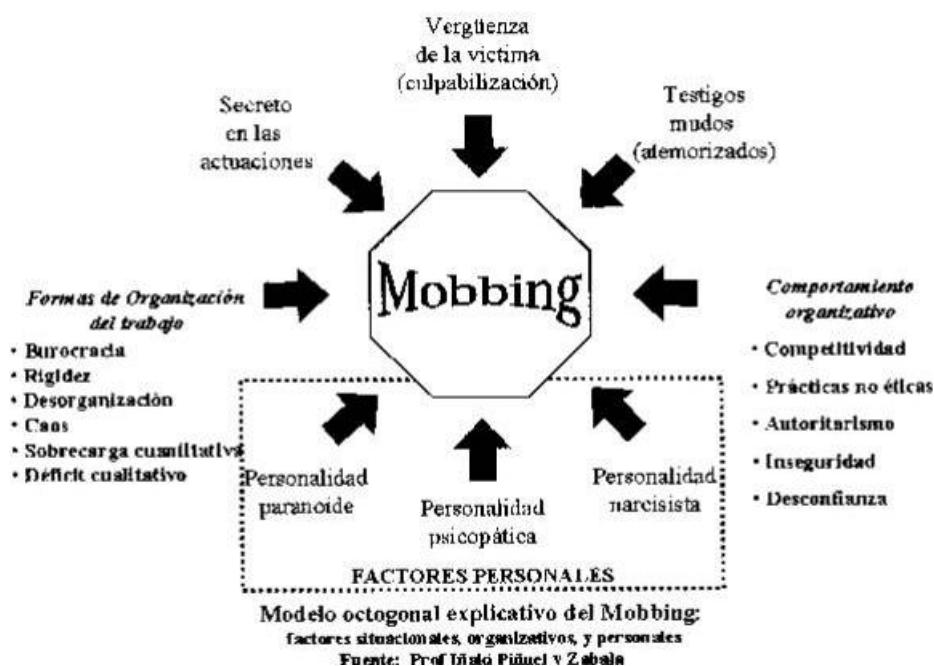 Vergüenza
de la victima
(culpabilización)
Secreto
en las
actuaciones
Testigos
mudos
(atemorizados)
Mobbing
Formas de Organización
del trabajo
• Burocracia
• Rigidez
• Desorganización
• Caos
• Sobrecarga cuantitativa
• Déficit cualitativo
Comportamiento
organizativo
• Competitividad
• Prácticas no éticas
• Autoritarismo
• Inseguridad
• Desconfianza
Personalidad
paranoide
Personalidad
psicopática
Personalidad
narcisista
FACTORES PERSONALES
Modelo octogonal explicativo del Mobbing:
factores situacionales, organizativos, y personales
Fuente: Prof Iñaki Piñuel y Zabala